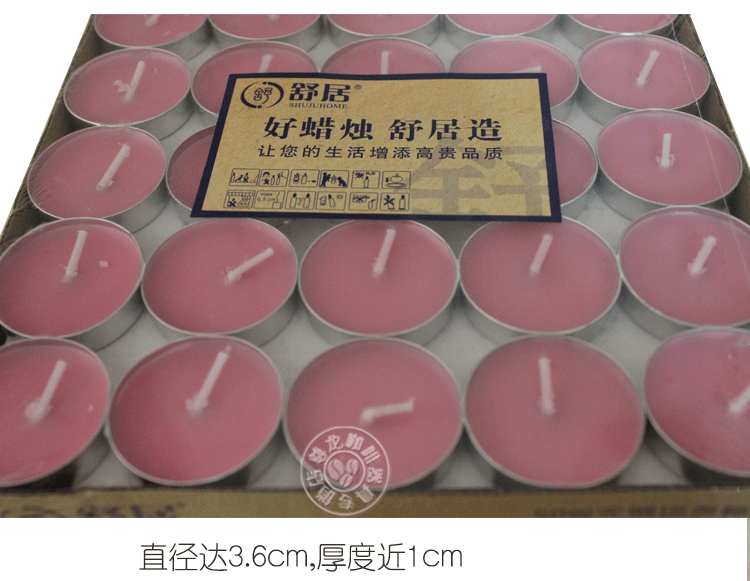 舒居®
SHUJUHOME
好蜡烛 舒居造
让您的生活增添高贵品质
直径达3.6cm,厚度近1cm